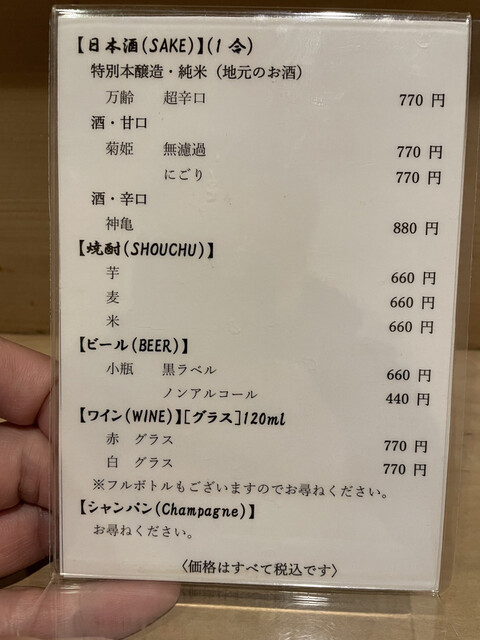 【日本酒(SAKE)】(1合)
特別本醸造・純米（地元のお酒）
万齢 超辛口 770 円
酒・甘口
菊姫 無濾過 770 円
にごり 770 円
酒・辛口
神亀 880 円
【焼酎(SHOUCHU)】
芋 660 円
麦 660 円
米 660 円
【ビール(BEER)】
小瓶 黒ラベル 660 円
ノンアルコール 440 円
【ワイン(WINE)】[グラス]120ml
赤 グラス 770 円
白 グラス 770 円
※フルボトルもございますのでお尋ねください。
【シャンパン(Champagne)】
お尋ねください。
〈価格はすべて税込です〉